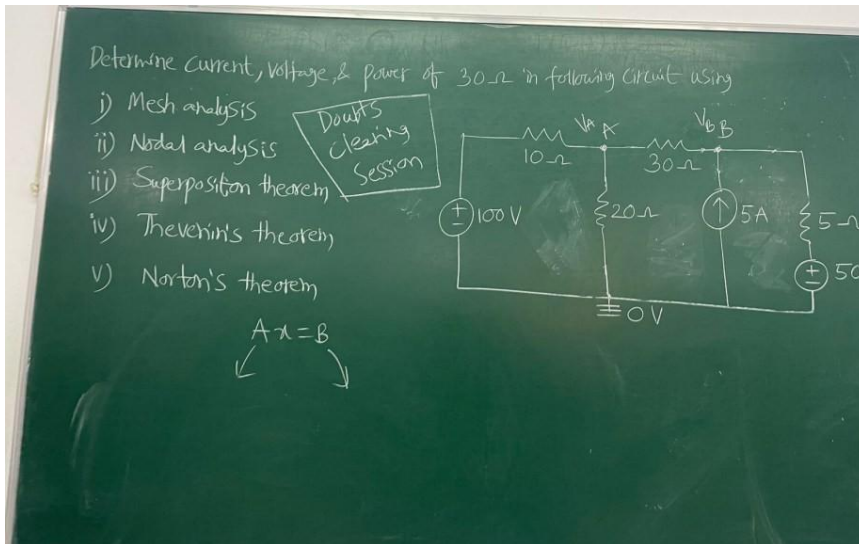 Determine current, voltage, & power of 30Ω in following circuit using
i) Mesh analysis
ii) Nodal analysis
iii) Superposition theorem
iv) Thevenin's theorem
v) Norton's theorem
Doubts
clearing
Session
Ax=B
VA A
VB B
10Ω
30Ω
100V
20Ω
5A
5Ω
0V